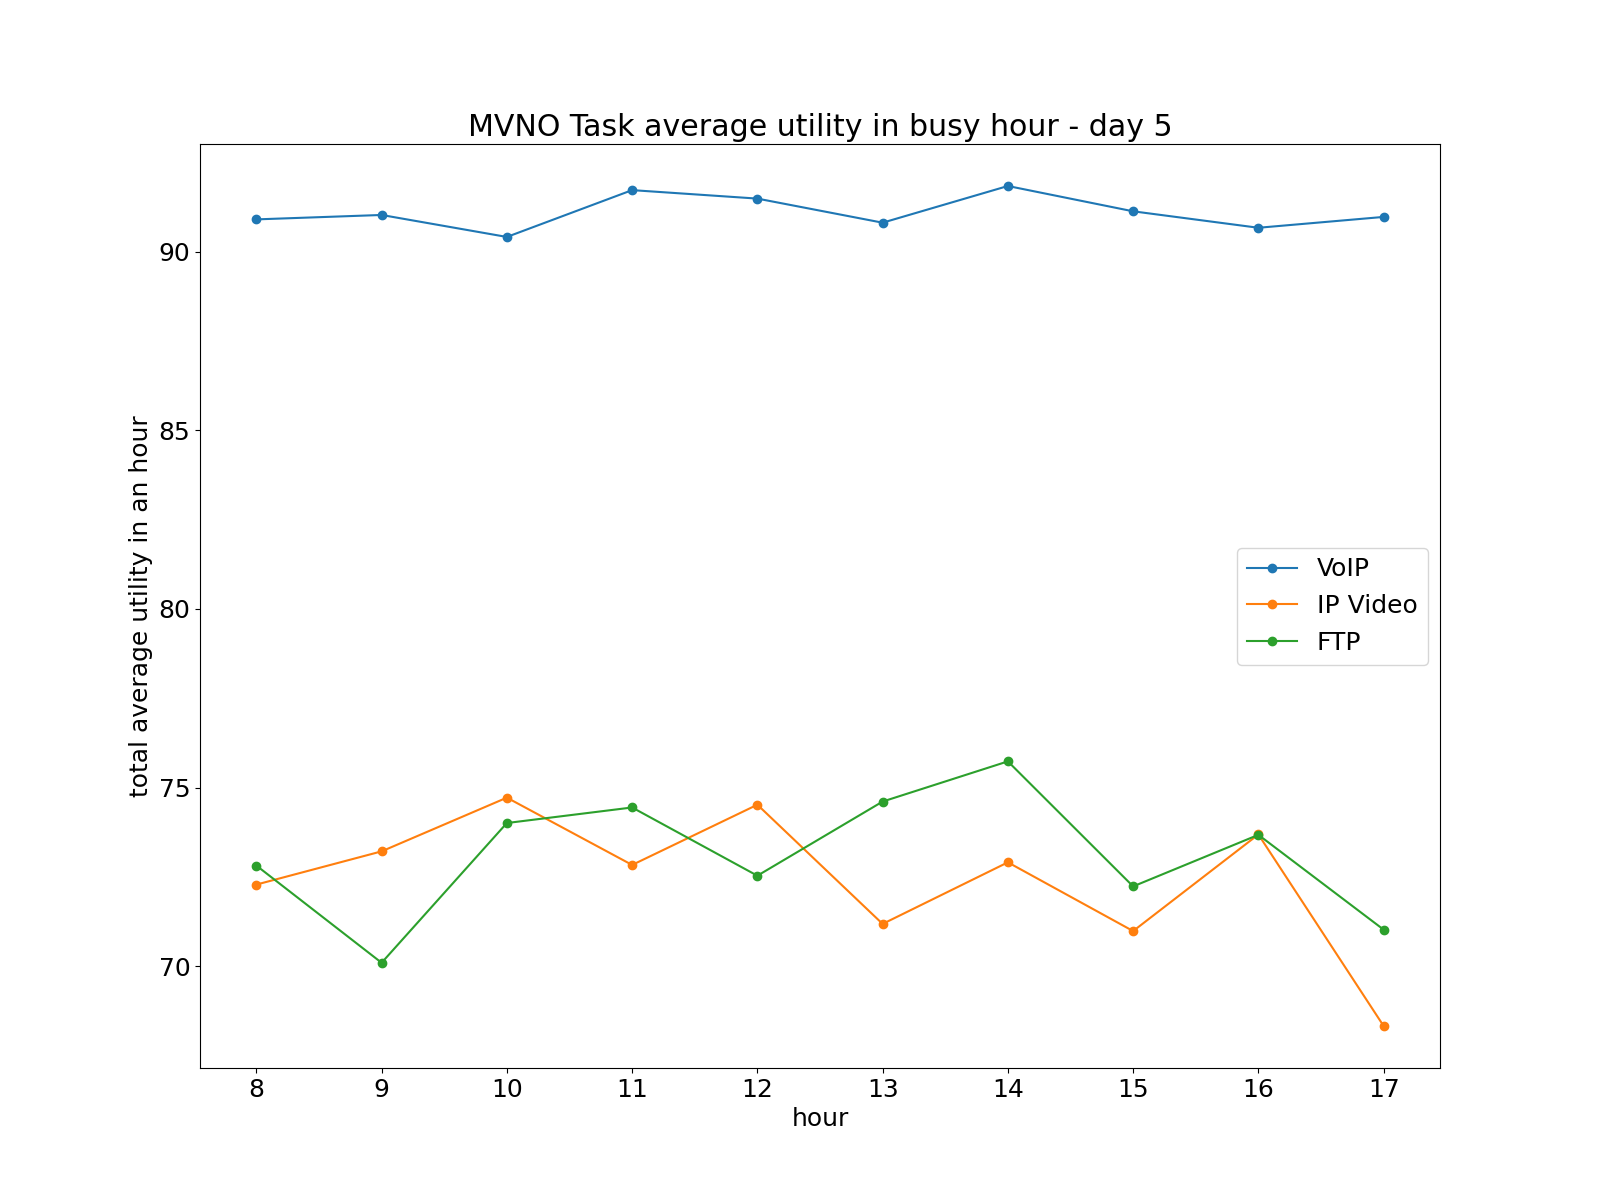 MVNO Task average utility in busy hour - day 5
total average utility in an hour
90
85
80
75
70
VoIP
IP Video
FTP
8 9 10 11 12 13 14 15 16 17
hour